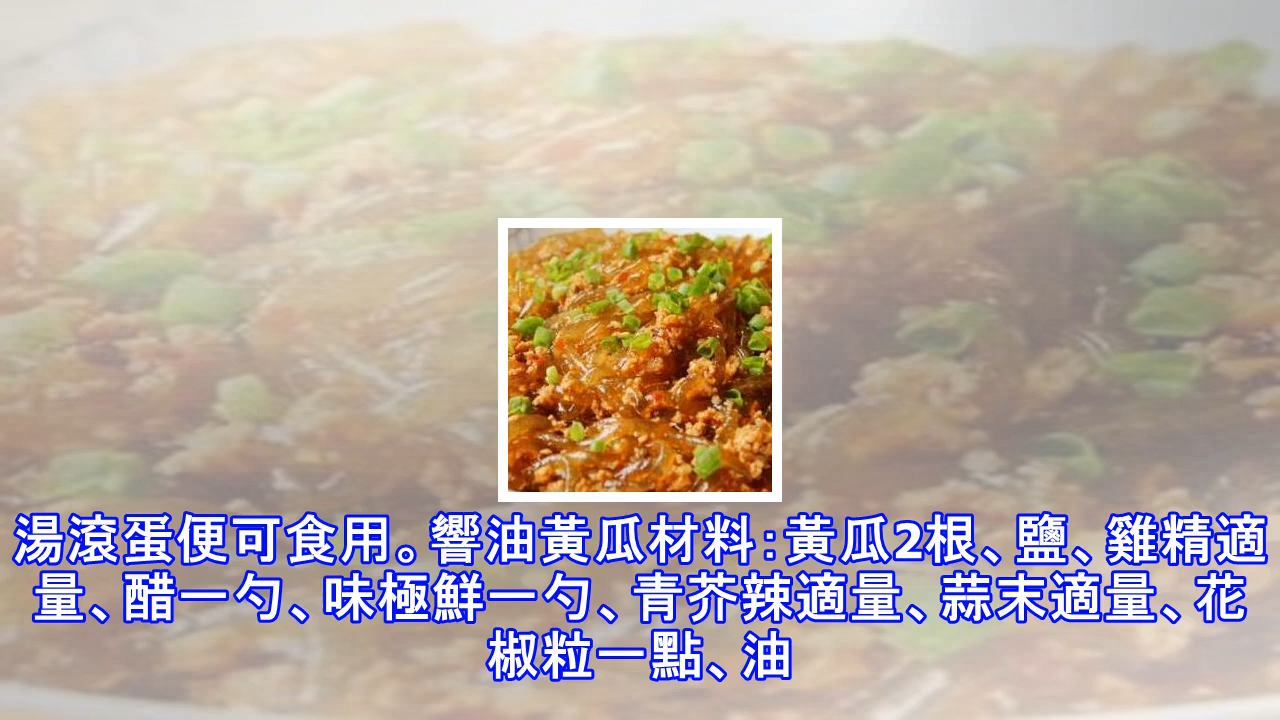 湯滾蛋便可食用。響油黃瓜材料：黃瓜2根、鹽、雞精適
量、醋一勺、味極鮮一勺、青芥辣適量、蒜末適量、花
椒粒一點、油